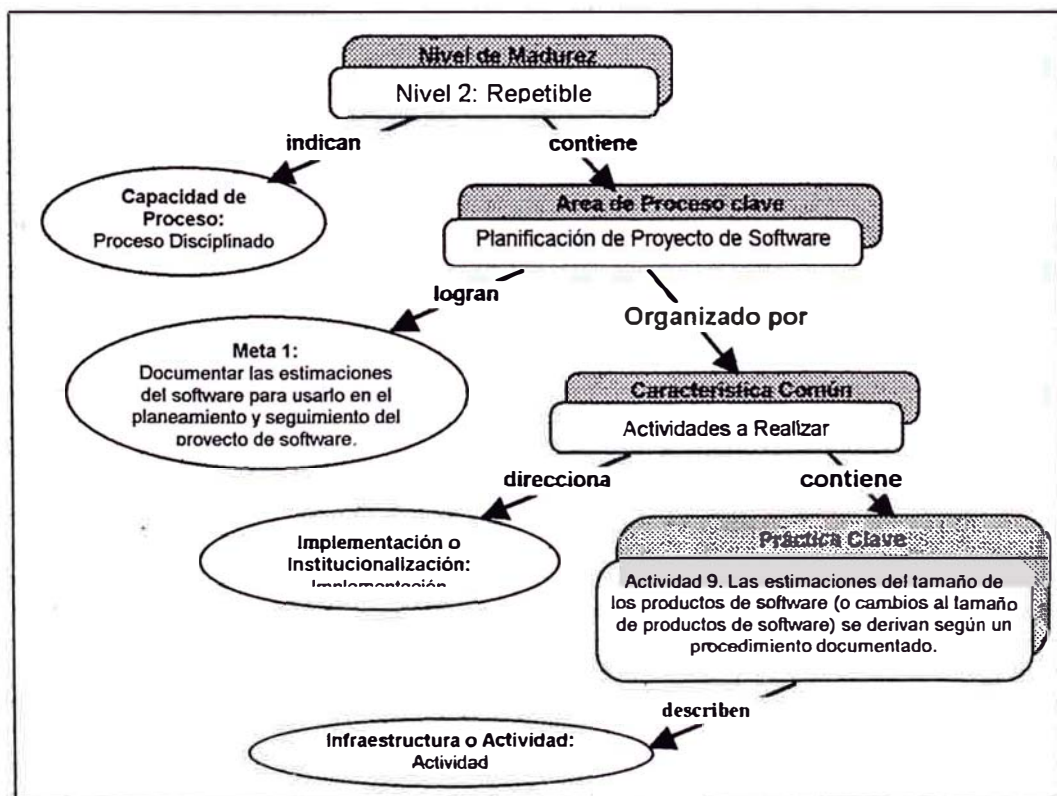 Nivel de Madurez
Nivel 2: Repetible
indican
contiene
Capacidad de
Proceso:
Proceso Disciplinado
Area de Proceso clave
Planificación de Proyecto de Software
logran
Organizado por
Meta 1:
Documentar las estimaciones
del software para usarlo en el
planeamiento y seguimiento del
proyecto de software.
Característica Común
Actividades a Realizar
direcciona
contiene
Implementación o
Institucionalización:
Implementación
Práctica Clave
Actividad 9. Las estimaciones del tamaño de
los productos de software (o cambios al tamaño
de productos de software) se derivan según un
procedimiento documentado.
describen
Infraestructura o Actividad:
Actividad